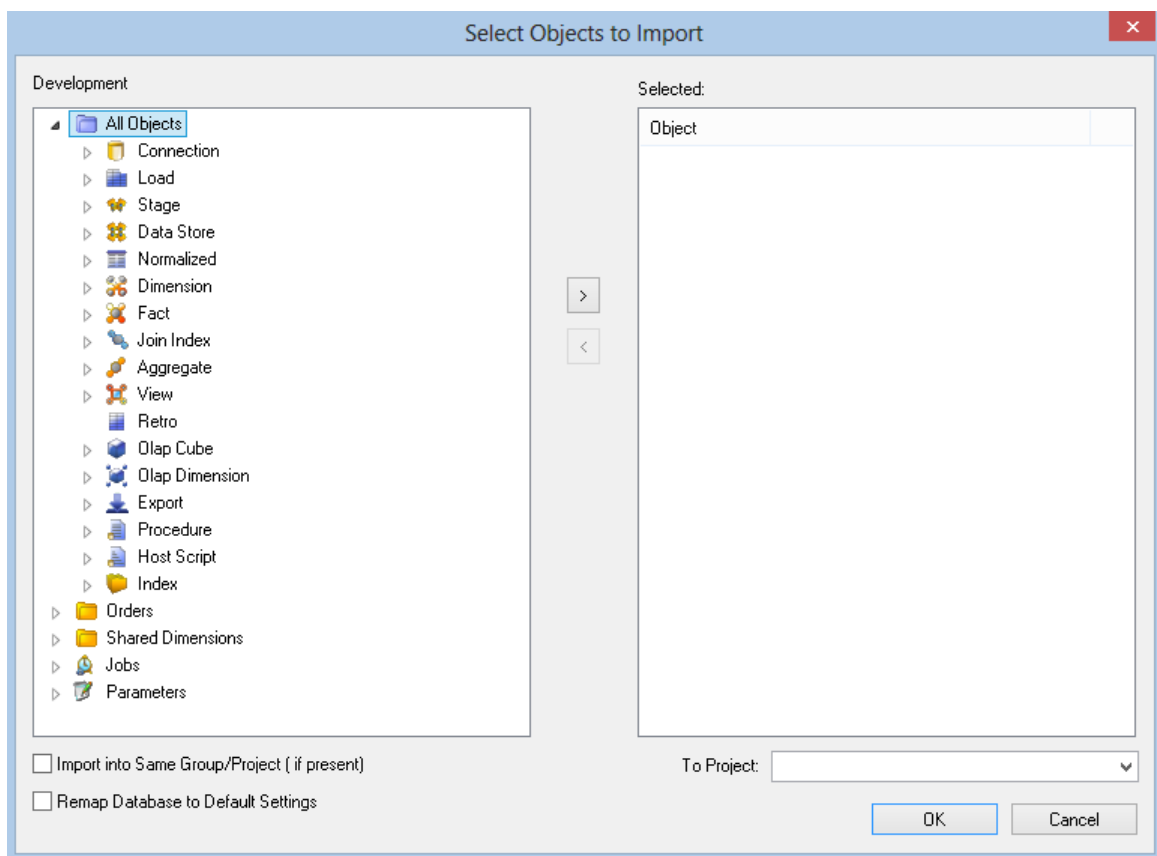 Select Objects to Import
Development
All Objects
Connection
Load
Stage
Data Store
Normalized
Dimension
Fact
Join Index
Aggregate
View
Retro
Olap Cube
Olap Dimension
Export
Procedure
Host Script
Index
Orders
Shared Dimensions
Jobs
Parameters
>
<
Selected:
Object
Import into Same Group/Project ( if present)
Remap Database to Default Settings
To Project:
OK
Cancel